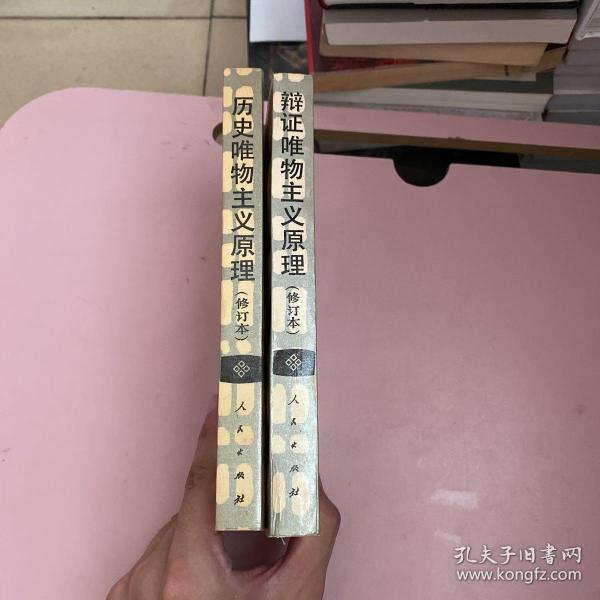 历史唯物主义原理
(修订本)
人民出版社
辩证唯物主义原理
(修订本)
人民出版社
孔夫子旧书网
www.kongfz.com